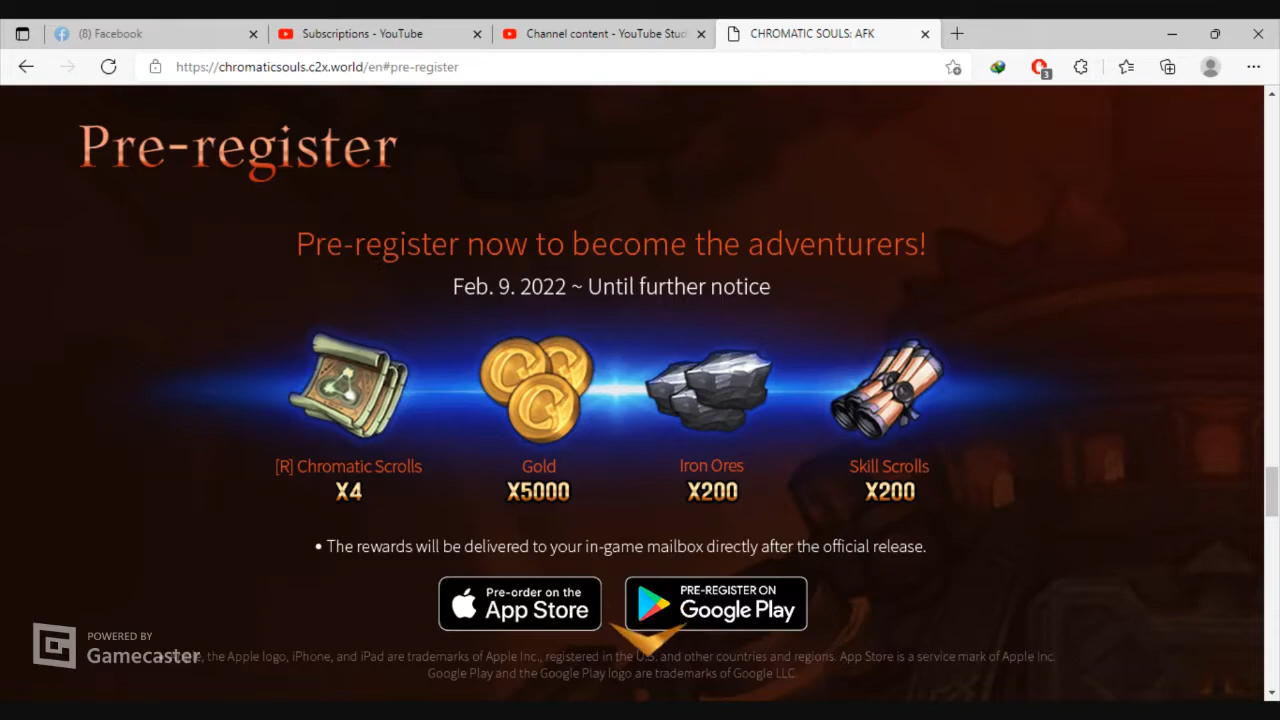 (8) Facebook
Subscriptions - YouTube
Channel content - YouTube Stud
CHROMATIC SOULS: AFK
https://chromaticsouls.c2x.world/en#pre-register
3
Pre-register
Pre-register now to become the adventurers!
Feb. 9. 2022 ~ Until further notice
[R] Chromatic Scrolls
X4
Gold
X5000
Iron Ores
X200
Skill Scrolls
X200
• The rewards will be delivered to your in-game mailbox directly after the official release.
Pre-order on the
App Store
PRE-REGISTER ON
Google Play
POWERED BY
Gamecaster
the Apple logo, iPhone, and iPad are trademarks of Apple Inc., registered in the U.S. and other countries and regions. App Store is a service mark of Apple Inc.
Google Play and the Google Play logo are trademarks of Google LLC.